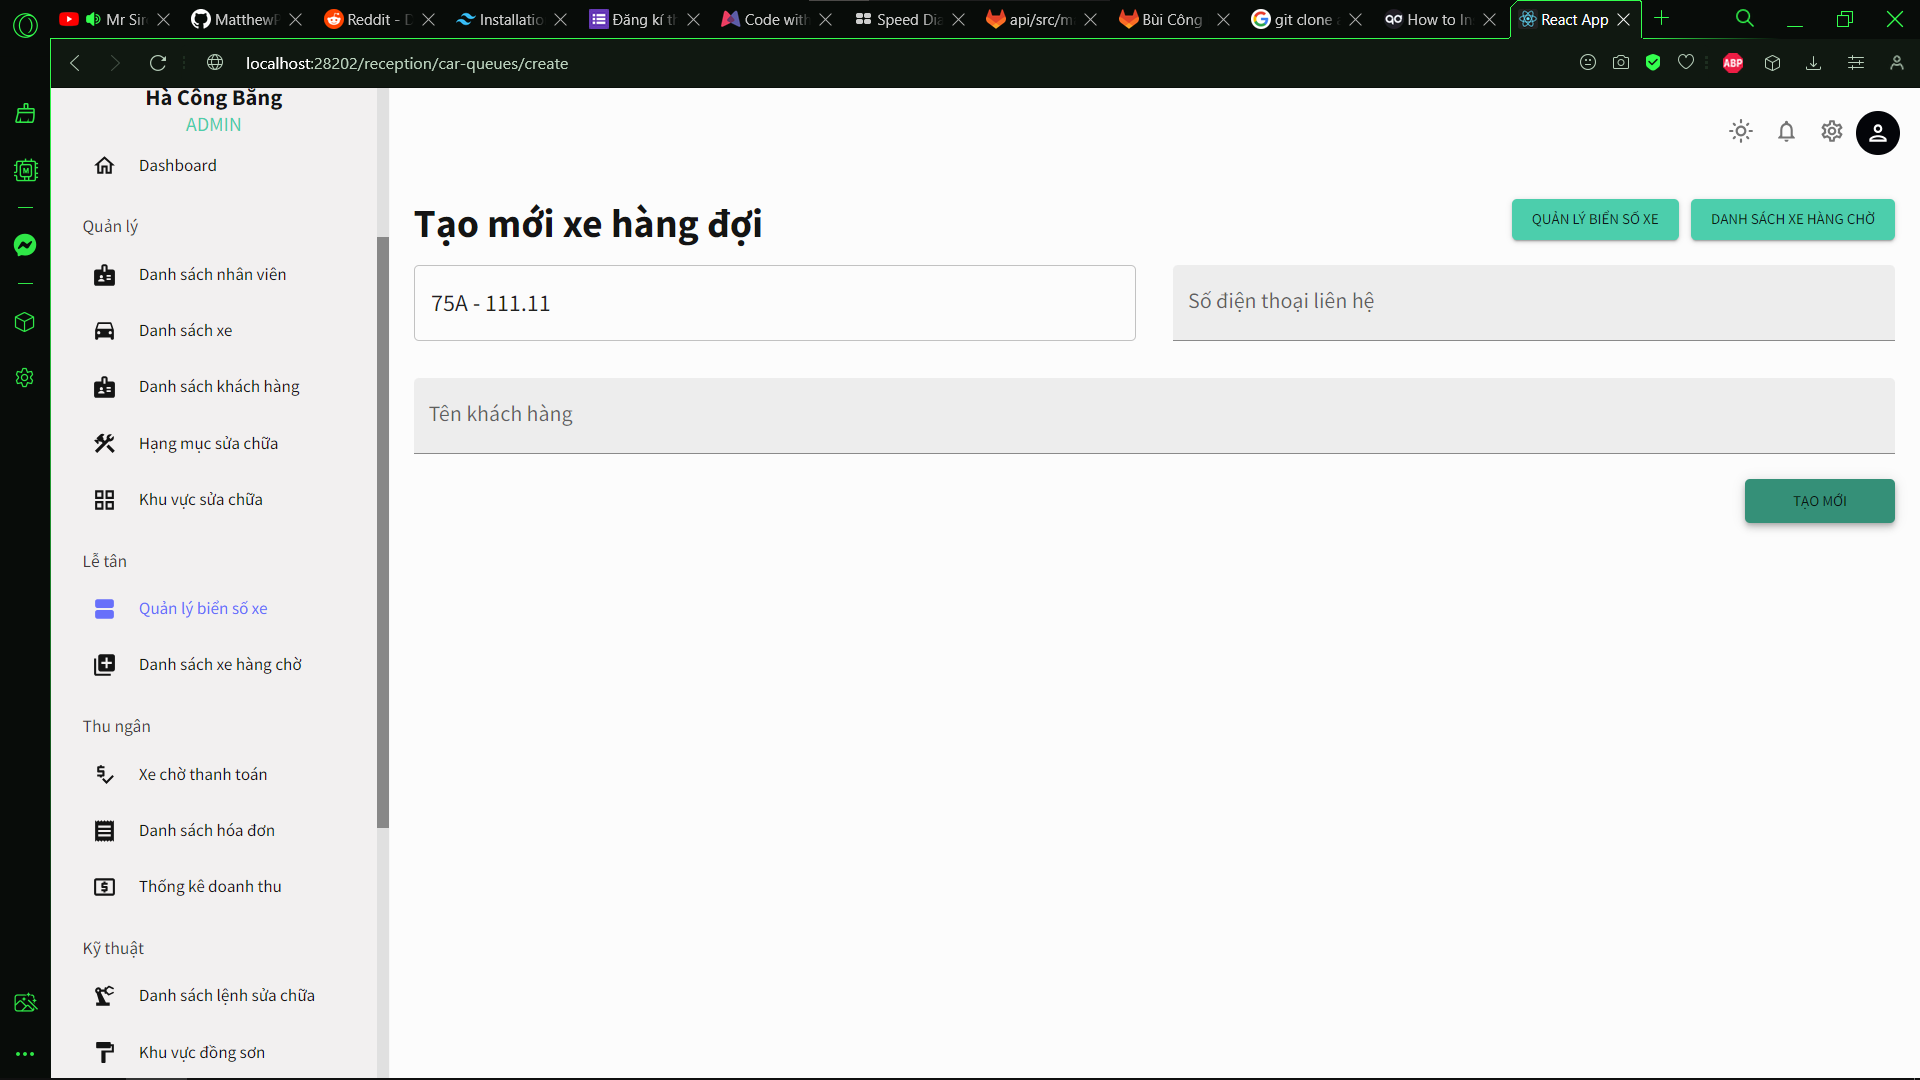 Mr Sir
MatthewP
Reddit - D
Installatio
Đăng kí th
Code with
Speed Dia
api/src/m
Bùi Công
git clone
How to In
React App
localhost:28202/reception/car-queues/create
ABP
Hà Công Bằng
ADMIN
Dashboard
Quản lý
Danh sách nhân viên
Danh sách xe
Danh sách khách hàng
Hạng mục sửa chữa
Khu vực sửa chữa
Lễ tân
Quản lý biển số xe
Danh sách xe hàng chờ
Thu ngân
Xe chờ thanh toán
Danh sách hóa đơn
Thống kê doanh thu
Kỹ thuật
Danh sách lệnh sửa chữa
Khu vực đồng sơn
Tạo mới xe hàng đợi
QUẢN LÝ BIỂN SỐ XE
DANH SÁCH XE HÀNG CHỜ
75A - 111.11
Số điện thoại liên hệ
Tên khách hàng
TẠO MỚI